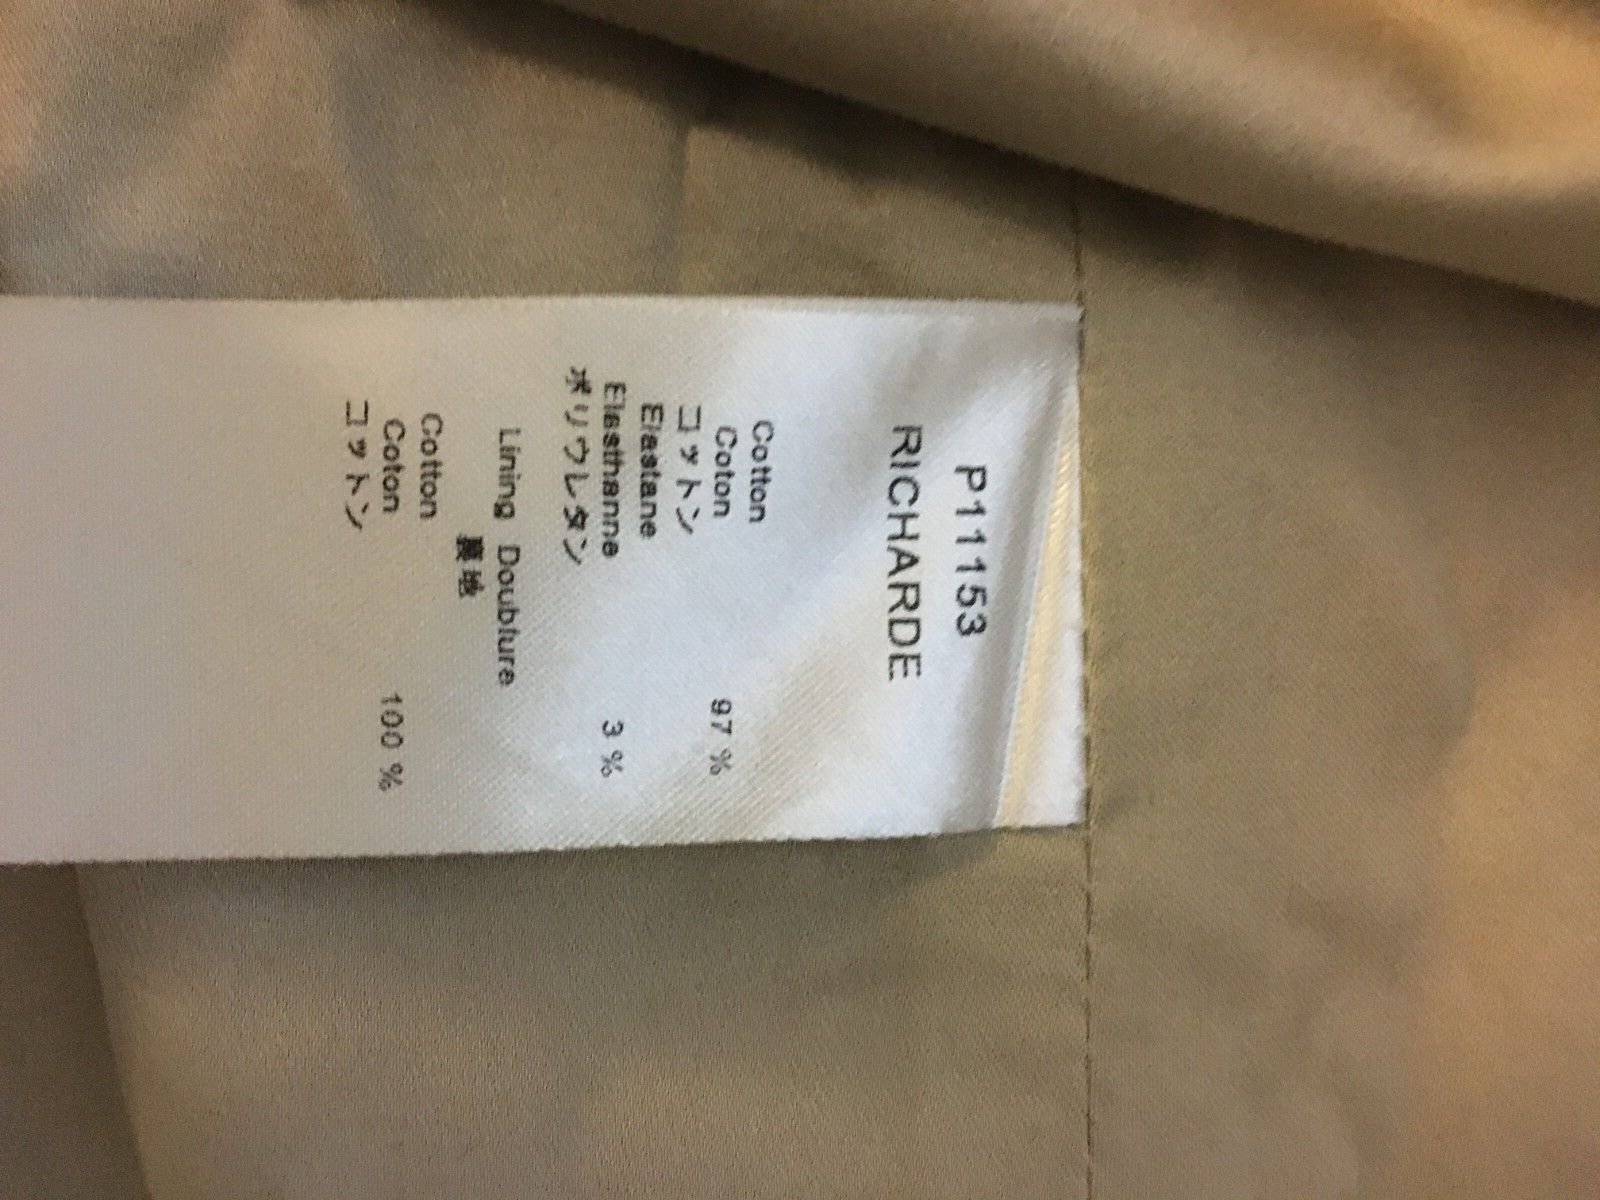 P11153
RICHARDE
Cotton
Coton 97 %
コットン
Elastane
Elasthanne 3 %
ポリウレタン
Lining Doublure
裏地
Cotton
Coton 100 %
コットン